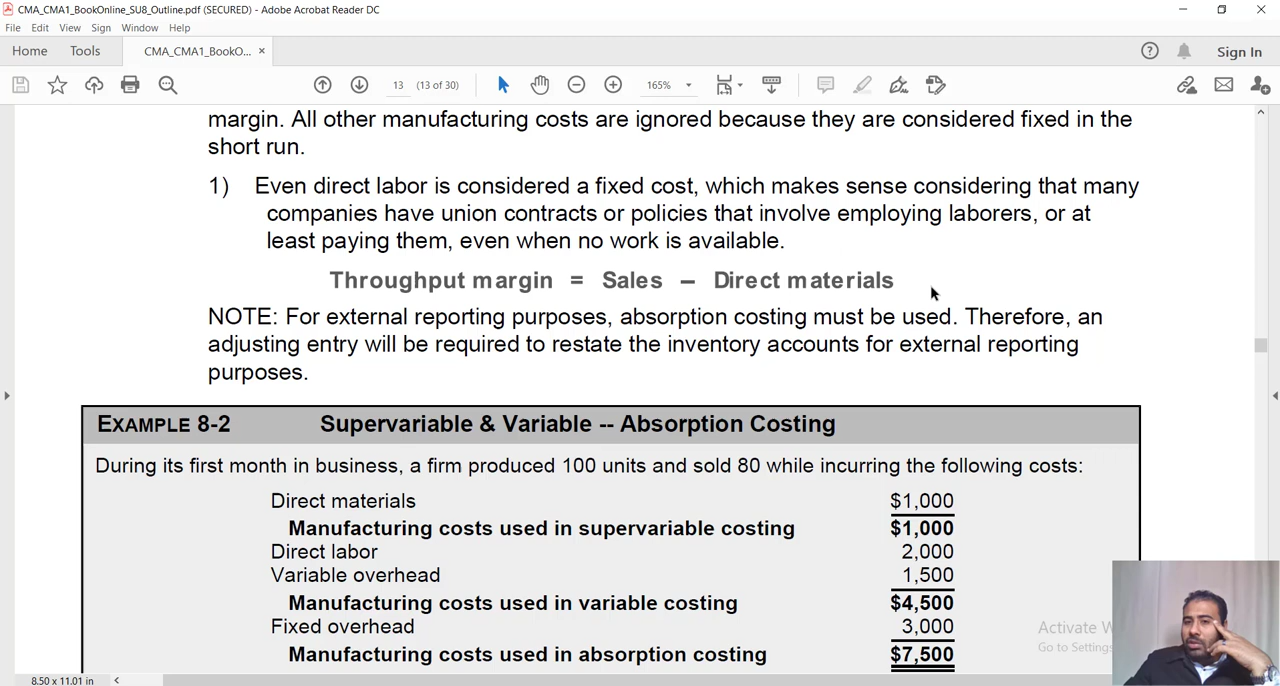 CMA_CMA1_BookOnline_SU8_Outline.pdf (SECURED) - Adobe Acrobat Reader DC
File Edit View Sign Window Help
Home Tools CMA_CMA1_BookO... × Sign In
13 (13 of 30) 165%
margin. All other manufacturing costs are ignored because they are considered fixed in the
short run.
1) Even direct labor is considered a fixed cost, which makes sense considering that many
companies have union contracts or policies that involve employing laborers, or at
least paying them, even when no work is available.
Throughput margin = Sales – Direct materials
NOTE: For external reporting purposes, absorption costing must be used. Therefore, an
adjusting entry will be required to restate the inventory accounts for external reporting
purposes.
EXAMPLE 8-2 Supervariable & Variable -- Absorption Costing
During its first month in business, a firm produced 100 units and sold 80 while incurring the following costs:
Direct materials $1,000
Manufacturing costs used in supervariable costing $1,000
Direct labor 2,000
Variable overhead 1,500
Manufacturing costs used in variable costing $4,500
Fixed overhead 3,000
Manufacturing costs used in absorption costing $7,500
Activate W
Go to Settings
8.50 x 11.01 in